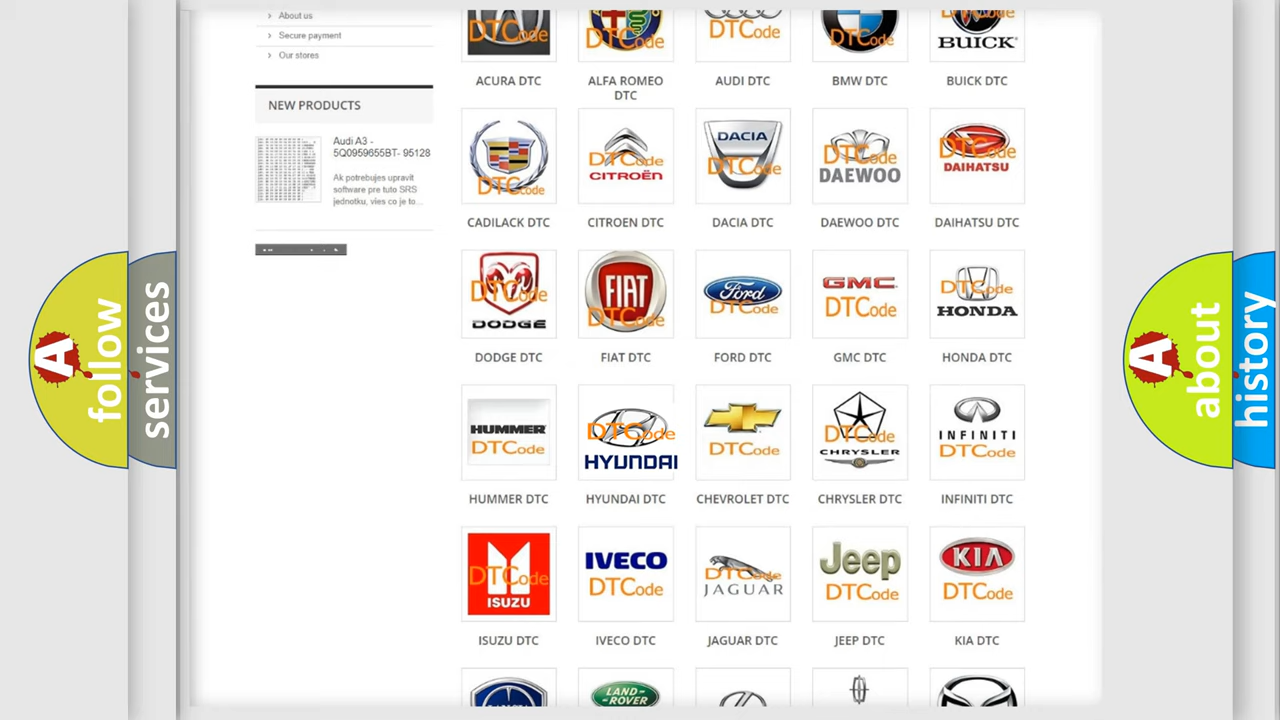 About us
Secure payment
Our stores
NEW PRODUCTS
Audi A3 -
5Q0959655BT- 95128
Ak potrebujes upravit
software pre tuto SRS
jednotku, vies co je to...
DTCode
DTCode
DTCode
DTCode
BUICK
ACURA DTC
ALFA ROMEO
DTC
AUDI DTC
BMW DTC
BUICK DTC
DTCode
DTCode
CITROËN
DACIA
DTCode
DTCode
DAEWOO
DTCode
DAIHATSU
CADILACK DTC
CITROEN DTC
DACIA DTC
DAEWOO DTC
DAIHATSU DTC
DTCode
DODGE
FIAT
DTCode
Ford
DTCode
GMC
DTCode
DTCode
HONDA
DODGE DTC
FIAT DTC
FORD DTC
GMC DTC
HONDA DTC
HUMMER
DTCode
DTCode
HYUNDAI
DTCode
DTCode
CHRYSLER
INFINITI
DTCode
HUMMER DTC
HYUNDAI DTC
CHEVROLET DTC
CHRYSLER DTC
INFINITI DTC
DTCode
ISUZU
IVECO
DTCode
DTCode
JAGUAR
Jeep
DTCode
KIA
DTCode
ISUZU DTC
IVECO DTC
JAGUAR DTC
JEEP DTC
KIA DTC
LAND-
ROVER
A
follow
services
A
about
history